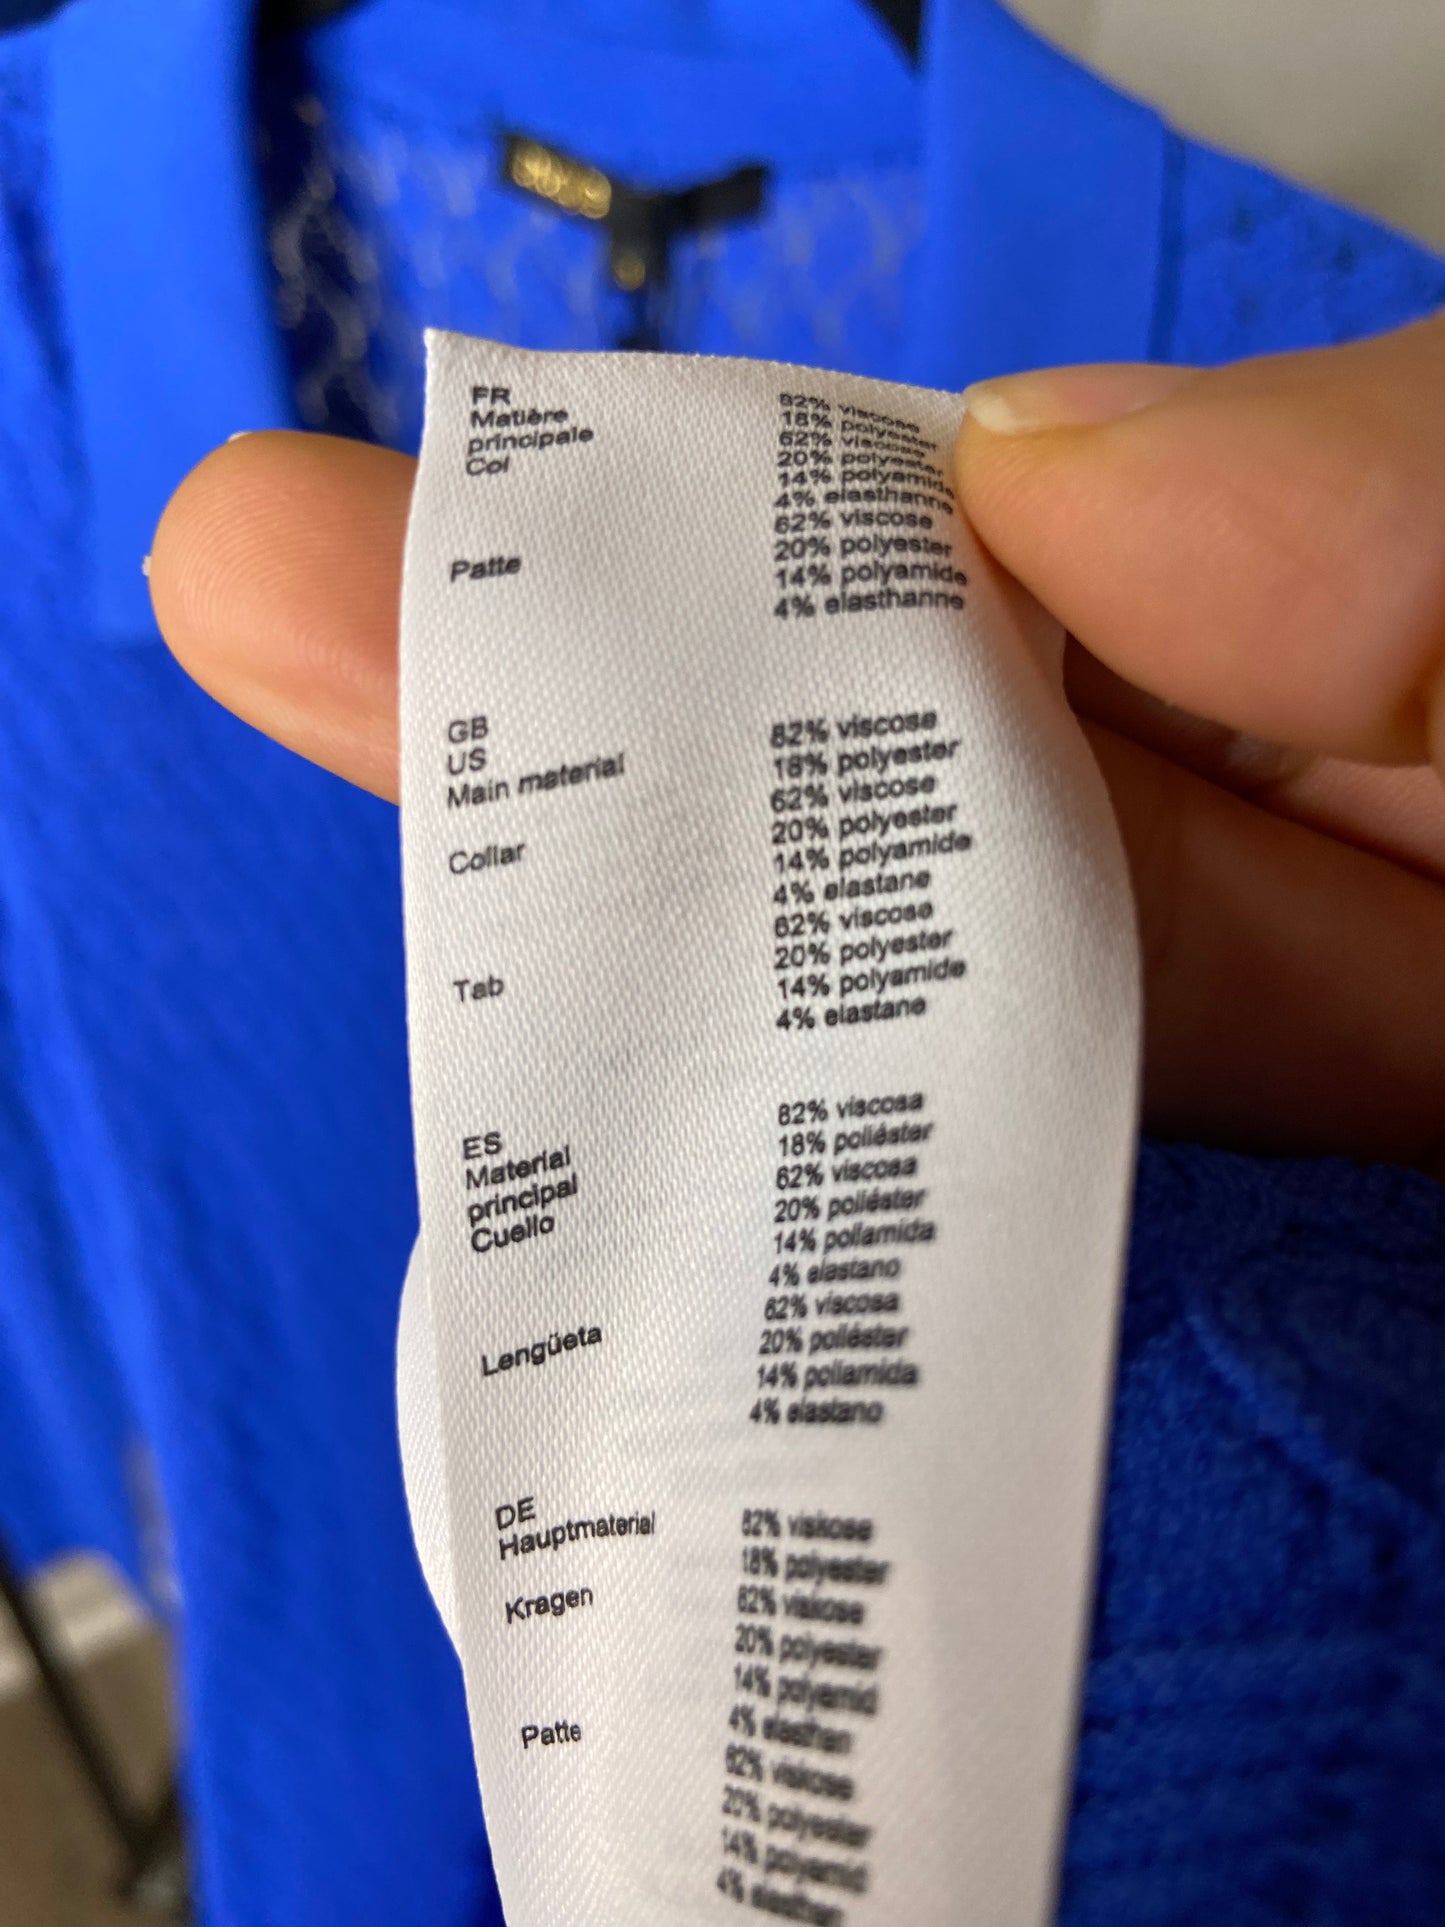 FR
Matière
principale
Col
82% viscose
18% polyester
62% viscose
20% polyester
14% polyamide
4% elasthanne
Patte
62% viscose
20% polyester
14% polyamide
4% elasthanne
GB
US
Main material
82% viscose
18% polyester
Collar
62% viscose
20% polyester
14% polyamide
4% elastane
Tab
62% viscose
20% polyester
14% polyamide
4% elastane
ES
Material
principal
Cuello
82% viscosa
18% poliéster
62% viscosa
20% poliéster
14% poliamida
4% elastano
Lengüeta
62% viscosa
20% poliéster
14% poliamida
4% elastano
DE
Hauptmaterial
82% viskose
18% polyester
Kragen
62% viskose
20% polyester
14% polyamid
4% elasthan
Patte
62% viskose
20% polyester
14% polyamid
4% elasthan